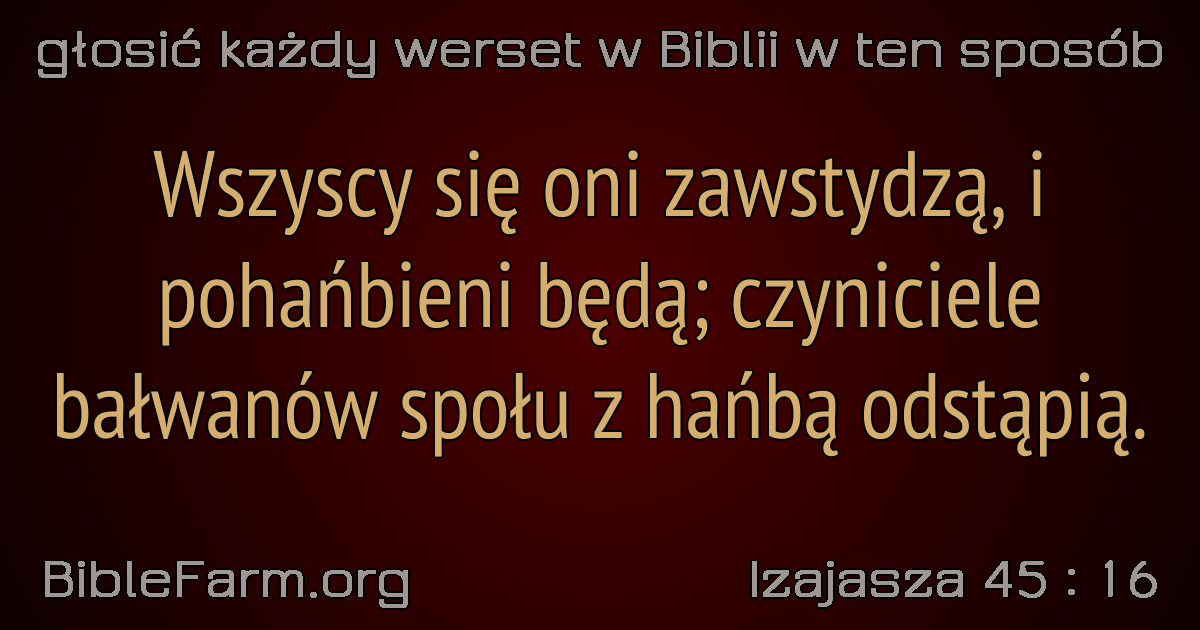 głosić każdy werset w Biblii w ten sposób
Wszyscy się oni zawstydzą, i
pohańbieni będą; czyniciele
bałwanów społu z hańbą odstąpią.
BibleFarm.org
Izajasza 45 : 16